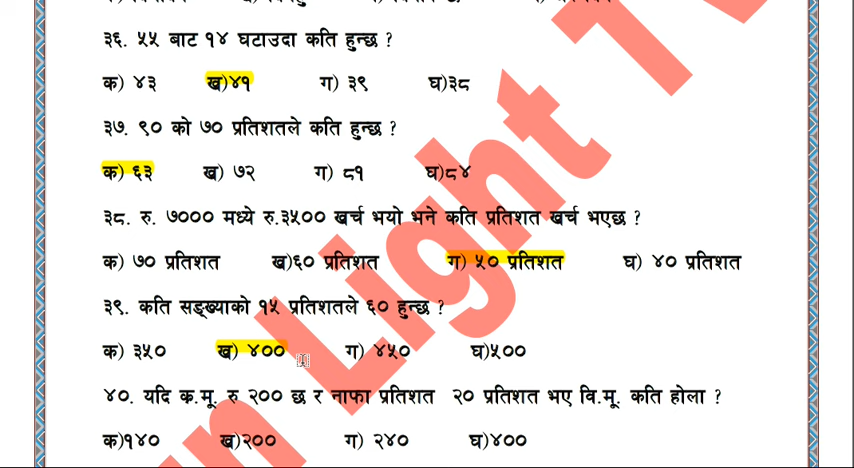 ३६. ५५ बाट १४ घटाउदा कति हुन्छ ?
क) ४३ ख)४१ ग) ३९ घ)३८
३७. ९० को ७० प्रतिशतले कति हुन्छ ?
क) ६३ ख) ७२ ग) ८१ घ)८४
३८. रु. ७००० मध्ये रु.३५०० खर्च भयो भने कति प्रतिशत खर्च भएछ ?
क) ७० प्रतिशत ख)६० प्रतिशत ग) ५० प्रतिशत घ) ४० प्रतिशत
३९. कति सङ्ख्याको १५ प्रतिशतले ६० हुन्छ ?
क) ३५० ख) ४०० ग) ४५० घ)५००
४०. यदि क्र.मू. रु २०० छ र नाफा प्रतिशत २० प्रतिशत भए वि.मू. कति होला ?
क)१४० ख)२०० ग) २४० घ)४००
Light